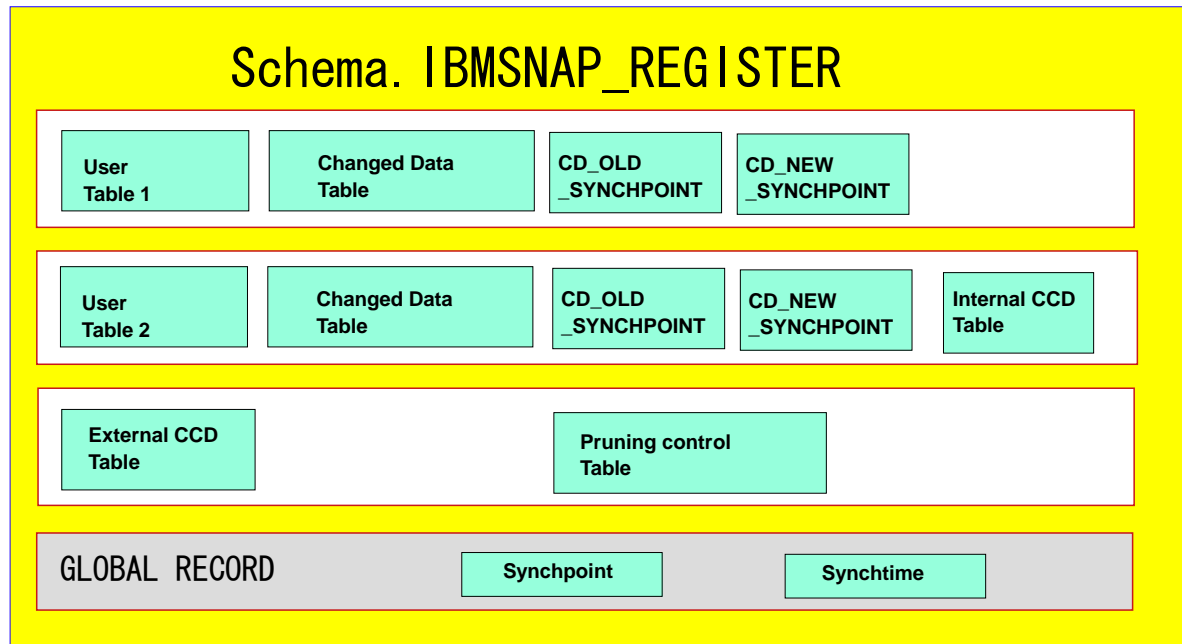 Schema.IBMSNAP_REGISTER
User
Table 1
Changed Data
Table
CD_OLD
_SYNCHPOINT
CD_NEW
_SYNCHPOINT
User
Table 2
Changed Data
Table
CD_OLD
_SYNCHPOINT
CD_NEW
_SYNCHPOINT
Internal CCD
Table
External CCD
Table
Pruning control
Table
GLOBAL RECORD
Synchpoint
Synchtime